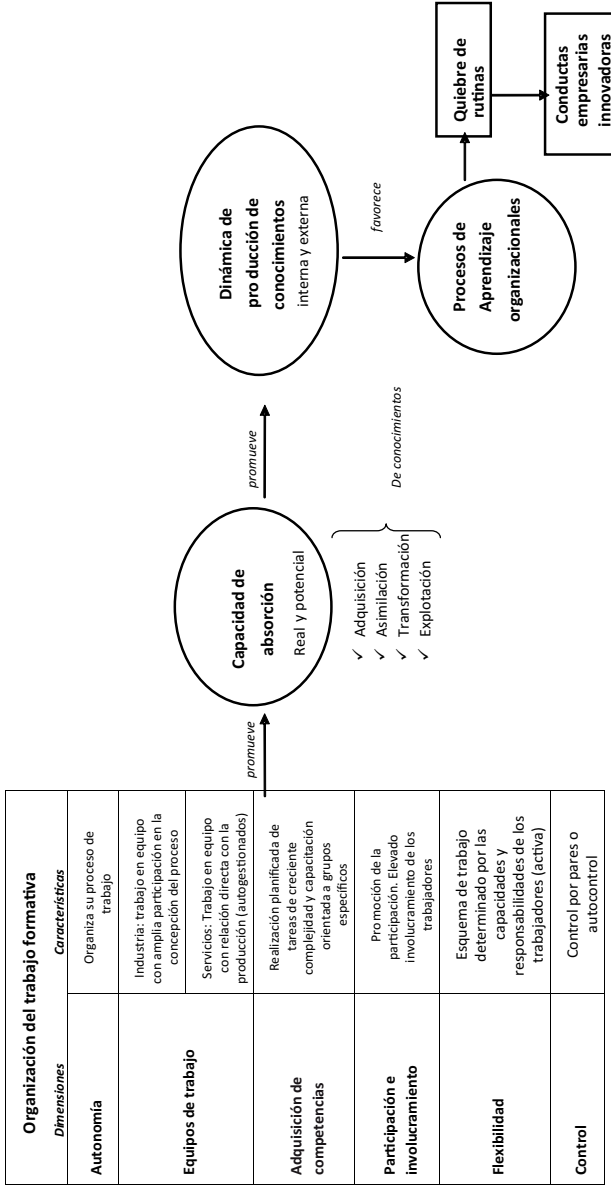 Organización del trabajo formativa
Dimensiones
Características
Autonomía
Organiza su proceso de
trabajo
Equipos de trabajo
Industria: trabajo en equipo
con amplia participación en la
concepción del proceso
Servicios: Trabajo en equipo
con relación directa con la
producción (autogestionados)
Adquisición de
competencias
Realización planificada de
tareas de creciente
complejidad y capacitación
orientada a grupos
específicos
Participación e
involucramiento
Promoción de la
participación. Elevado
involucramiento de los
trabajadores
Flexibilidad
Esquema de trabajo
determinado por las
capacidades y
responsabilidades de los
trabajadores (activa)
Control
Control por pares o
autocontrol
promueve
Capacidad de
absorción
Real y potencial
✓ Adquisición
✓ Asimilación
✓ Transformación
✓ Explotación
De conocimientos
promueve
Dinámica de
pro ducción de
conocimientos
interna y externa
favorece
Procesos de
Aprendizaje
organizacionales
Quiebre de
rutinas
Conductas
empresarias
innovadoras